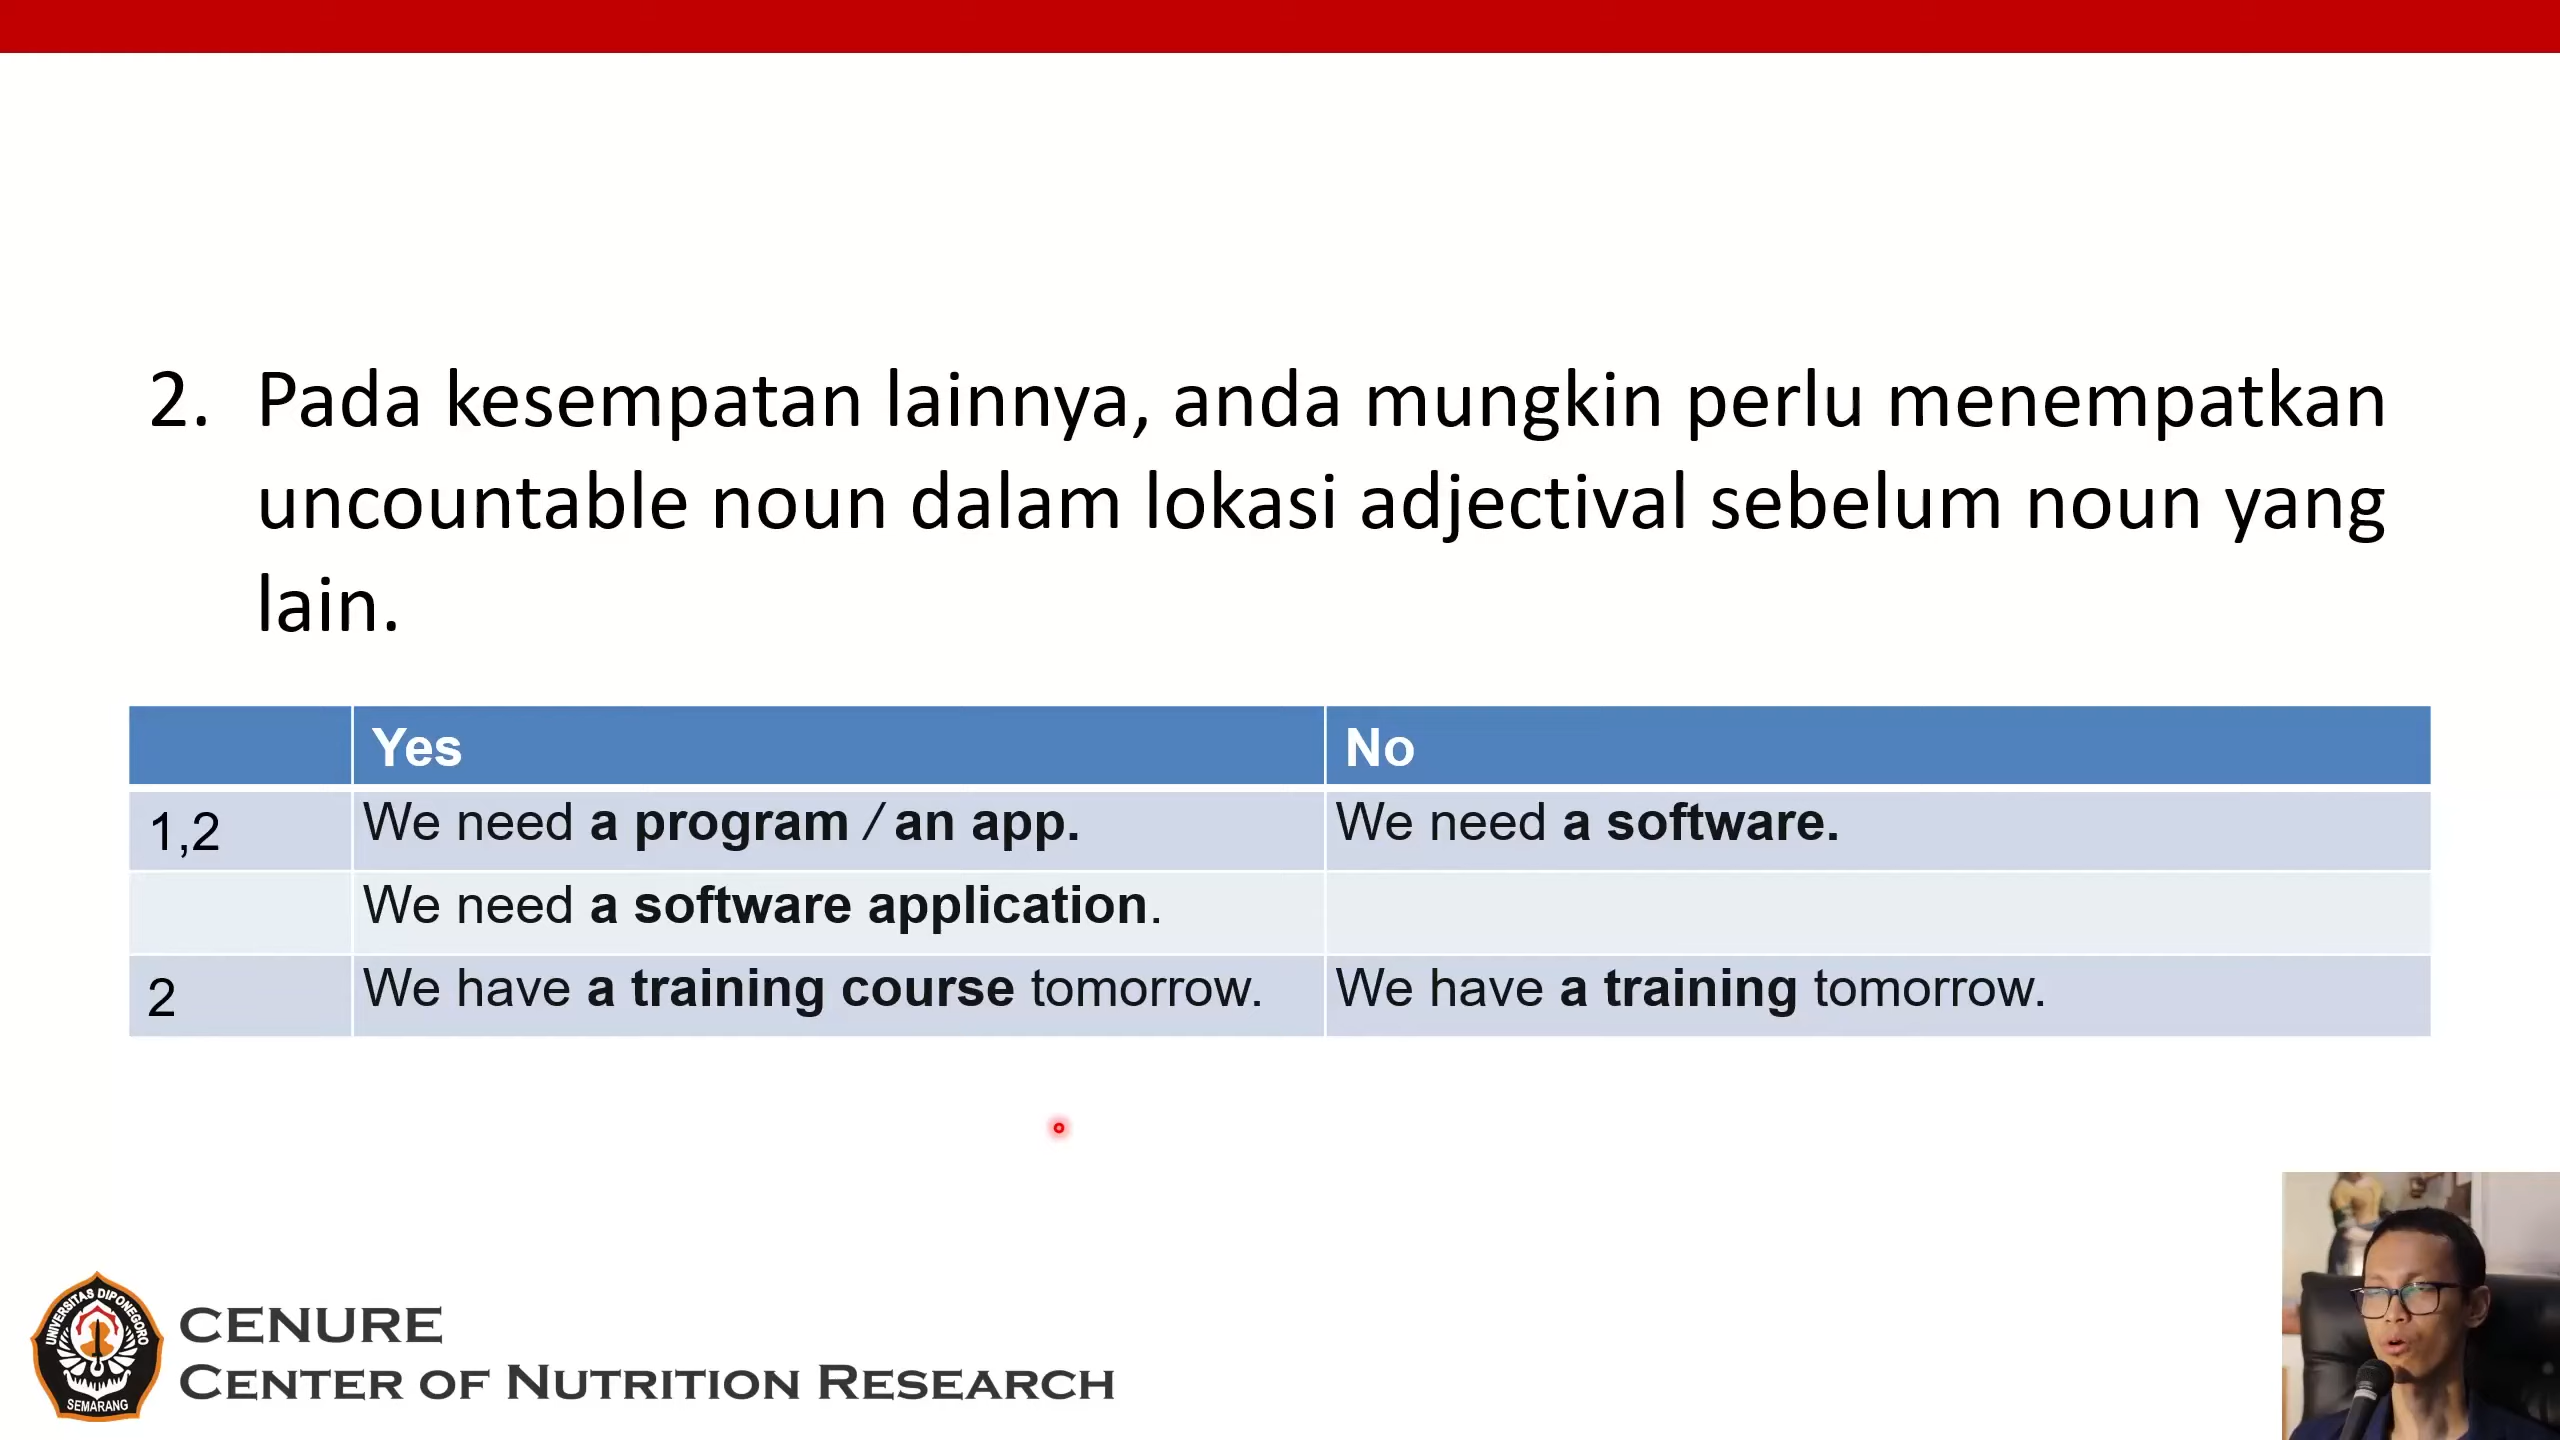 2. Pada kesempatan lainnya, anda mungkin perlu menempatkan
uncountable noun dalam lokasi adjectival sebelum noun yang
lain.
Yes No
1,2 We need a program / an app. We need a software.
We need a software application.
2 We have a training course tomorrow. We have a training tomorrow.
UNIVERSITAS DIPONEGORO
SEMARANG
CENURE
CENTER OF NUTRITION RESEARCH